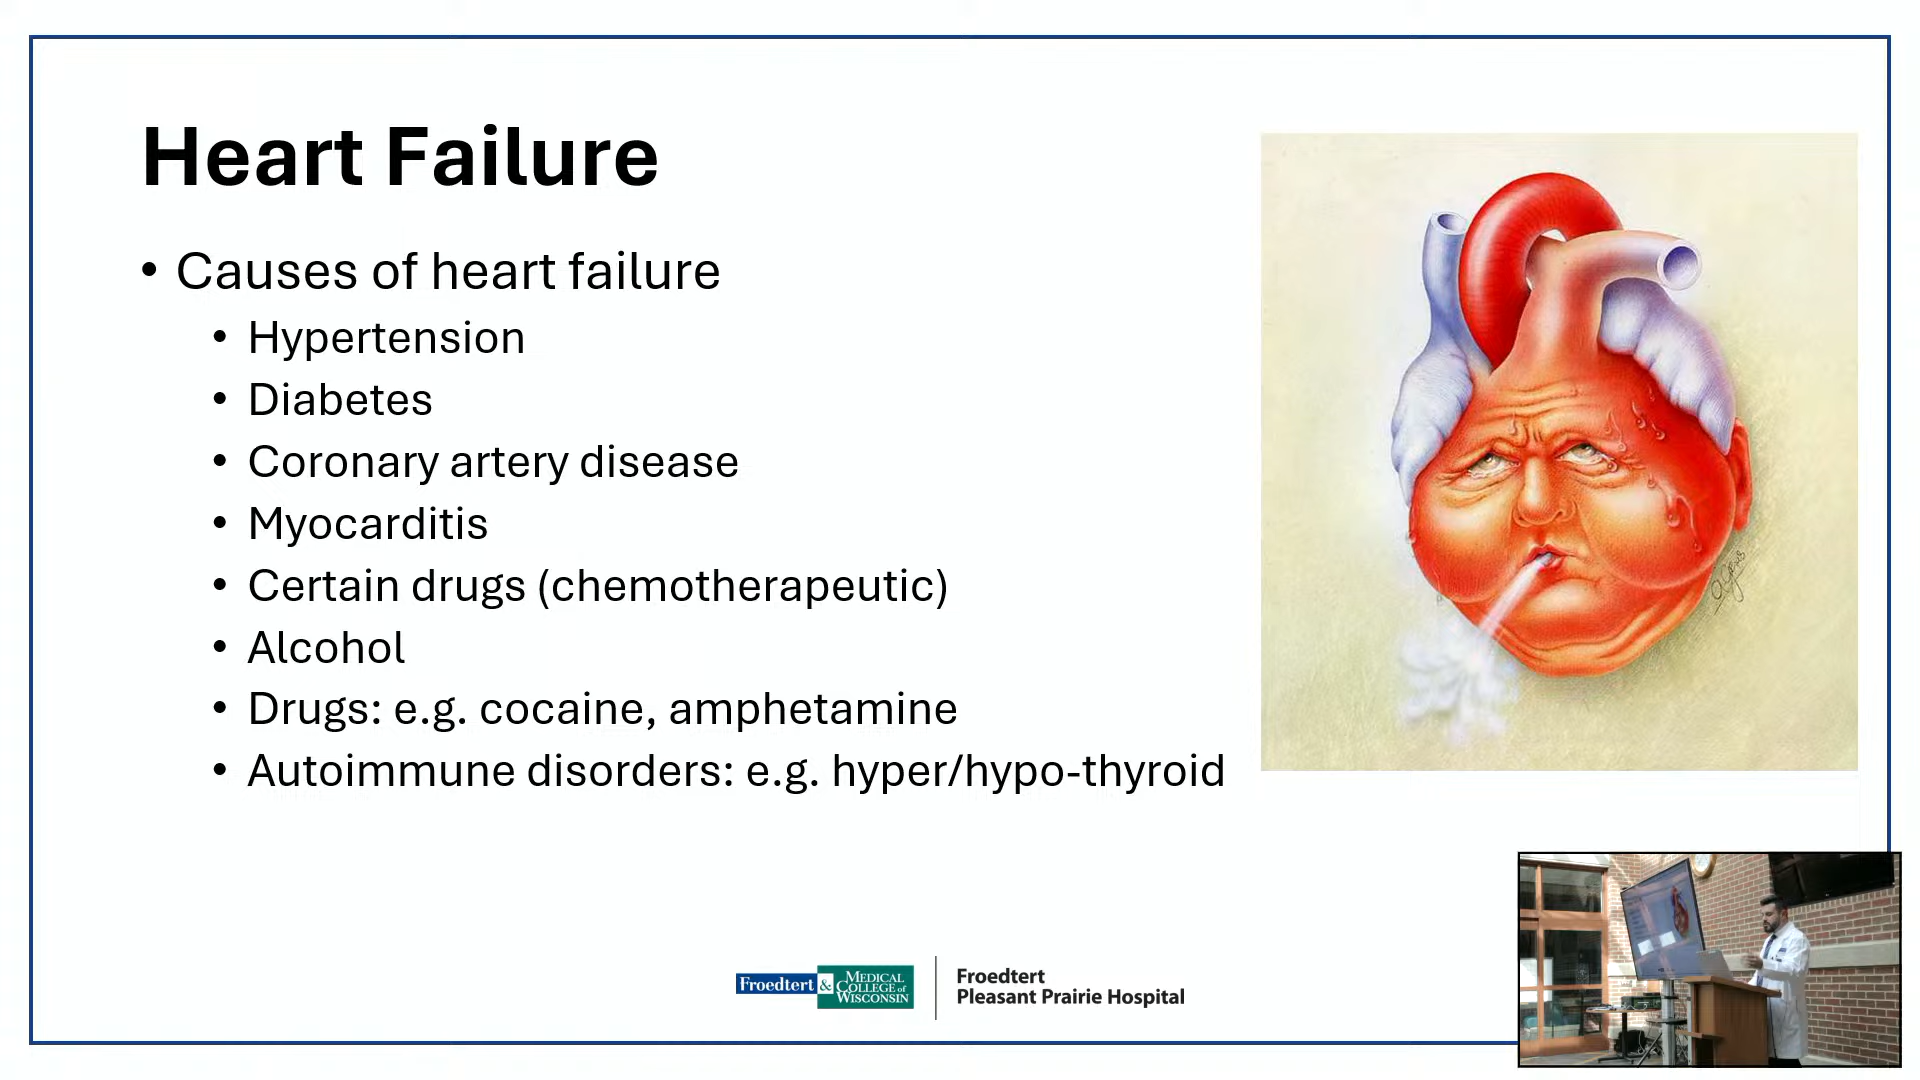 Heart Failure
• Causes of heart failure
• Hypertension
• Diabetes
• Coronary artery disease
• Myocarditis
• Certain drugs (chemotherapeutic)
• Alcohol
• Drugs: e.g. cocaine, amphetamine
• Autoimmune disorders: e.g. hyper/hypo-thyroid
Froedtert & MEDICAL COLLEGE of WISCONSIN
Froedtert
Pleasant Prairie Hospital